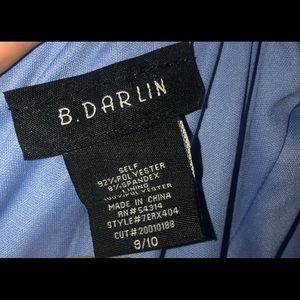 B.DARLIN
SELF
92%POLYESTER
8%SPANDEX
LINING
100%POLYESTER
MADE IN CHINA
RN#54314
STYLE#7ERX404
CUT#20010188
9/10